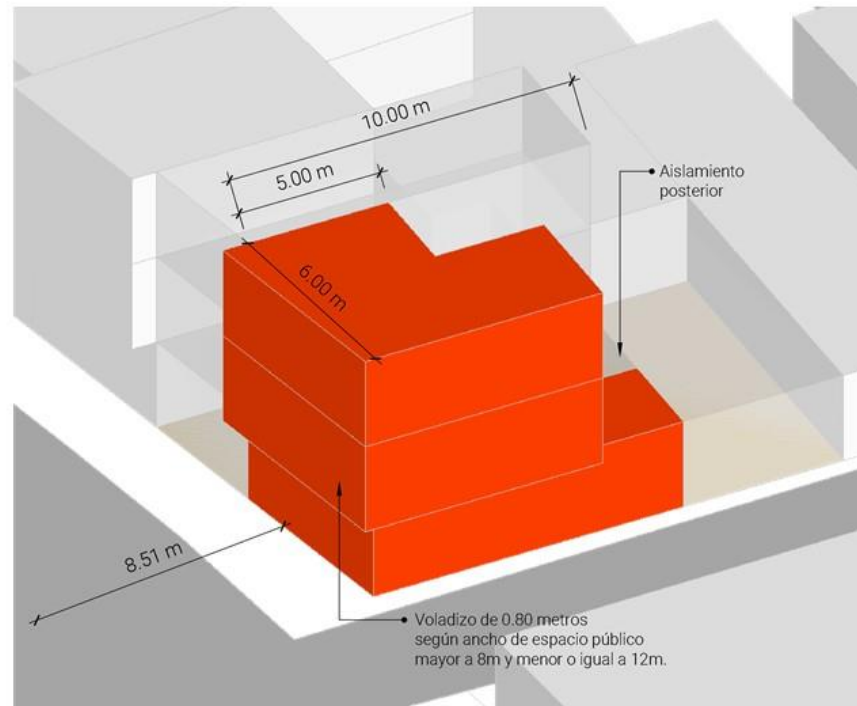 10.00 m
5.00 m
Aislamiento
posterior
6.00 m
8.51 m
Voladizo de 0.80 metros
según ancho de espacio público
mayor a 8m y menor o igual a 12m.